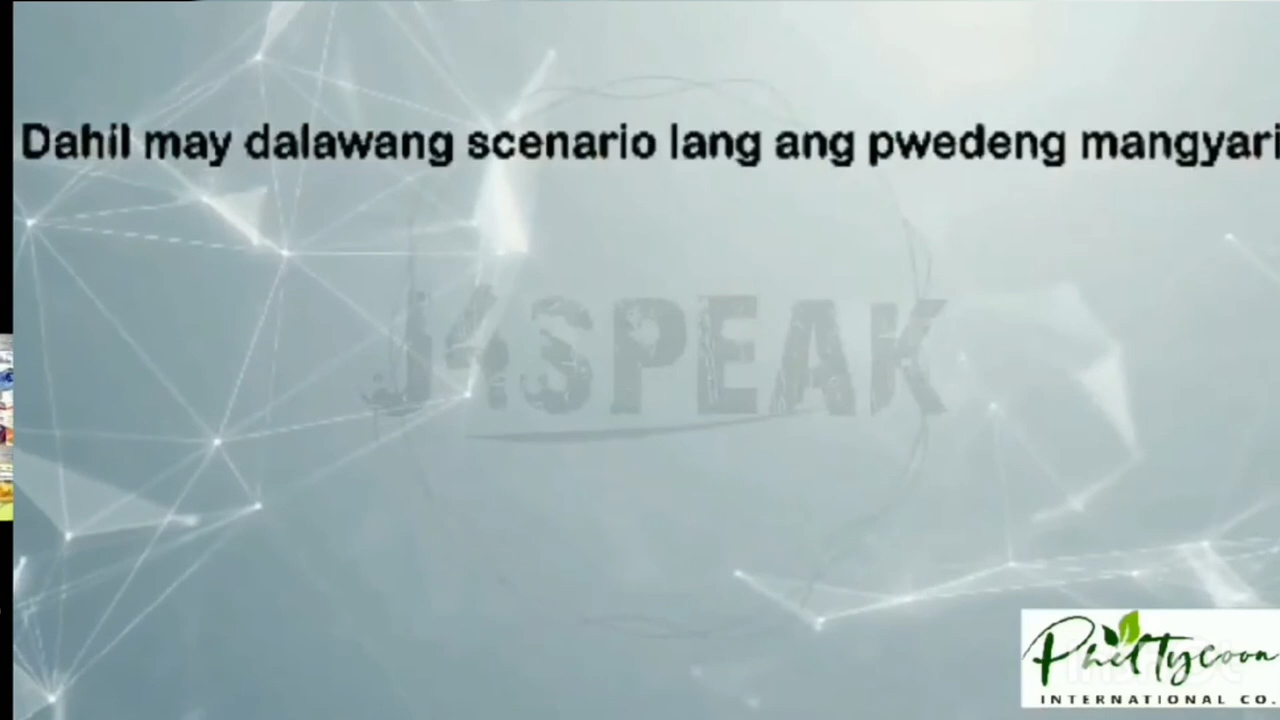 Dahil may dalawang scenario lang ang pwedeng mangyari
J4SPEAK
PhilTycoon
INTERNATIONAL CO.